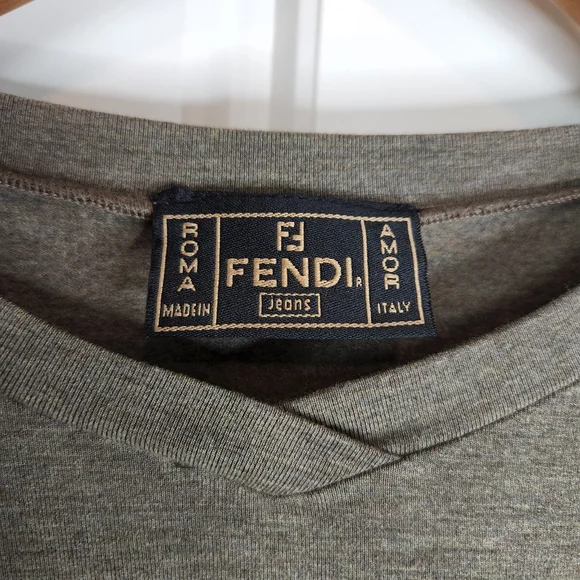 ROMA
MADE IN
FF
FENDI®
Jeans
AMOR
ITALY